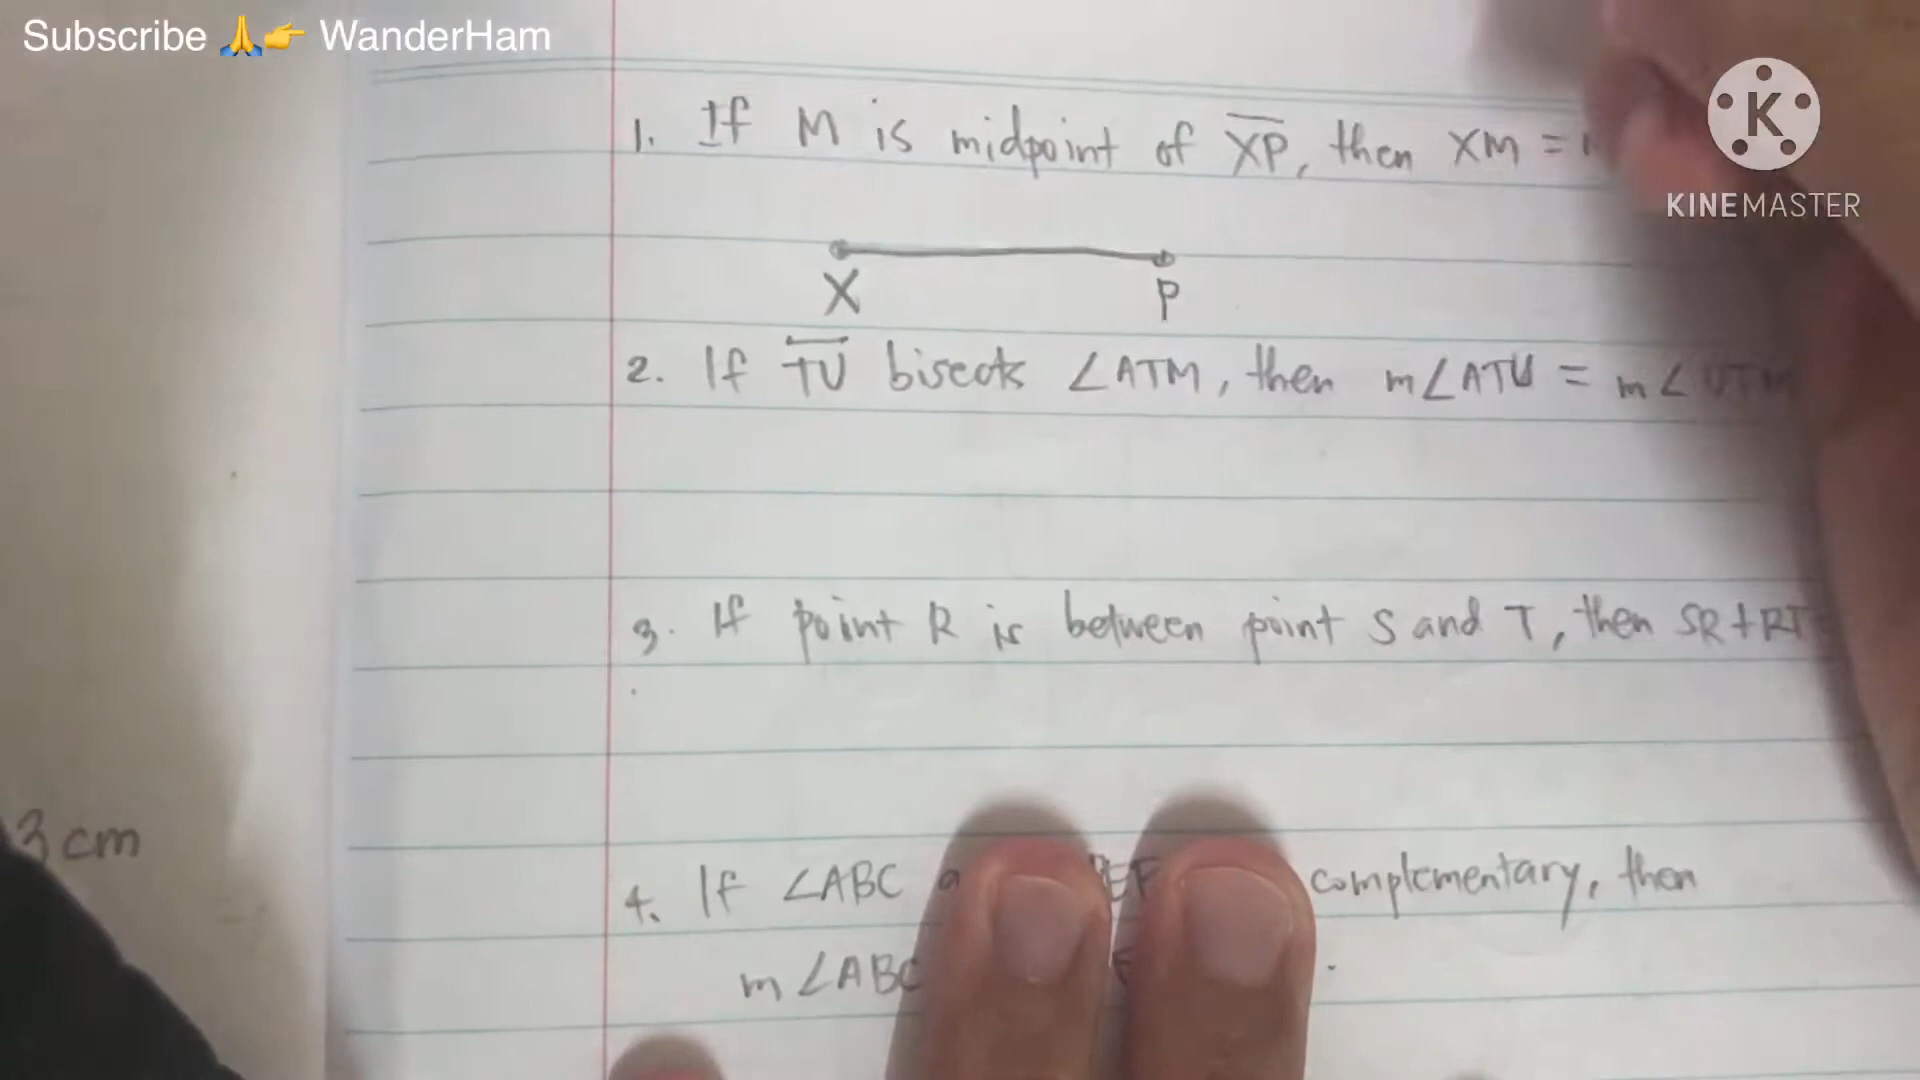 Subscribe 🙏👉 WanderHam
K
KINEMASTER
1. If M is midpoint of XP, then XM =
X P
2. If TU bisects ∠ATM, then m∠ATU = m∠UTM
3. If point R is between point S and T, then SR+RT
3 cm
4. If ∠ABC complementary, then
m∠ABC